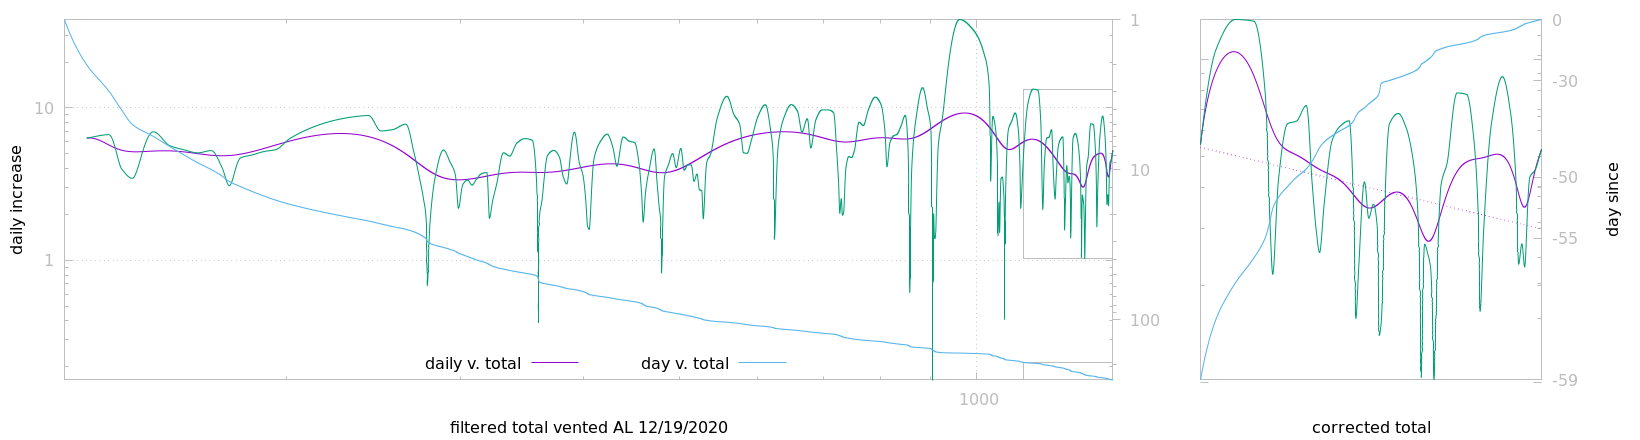 1
0
10
-30
10
-50
daily increase
day since
1
-55
100
daily v. total
day v. total
-59
1000
filtered total vented AL 12/19/2020
corrected total